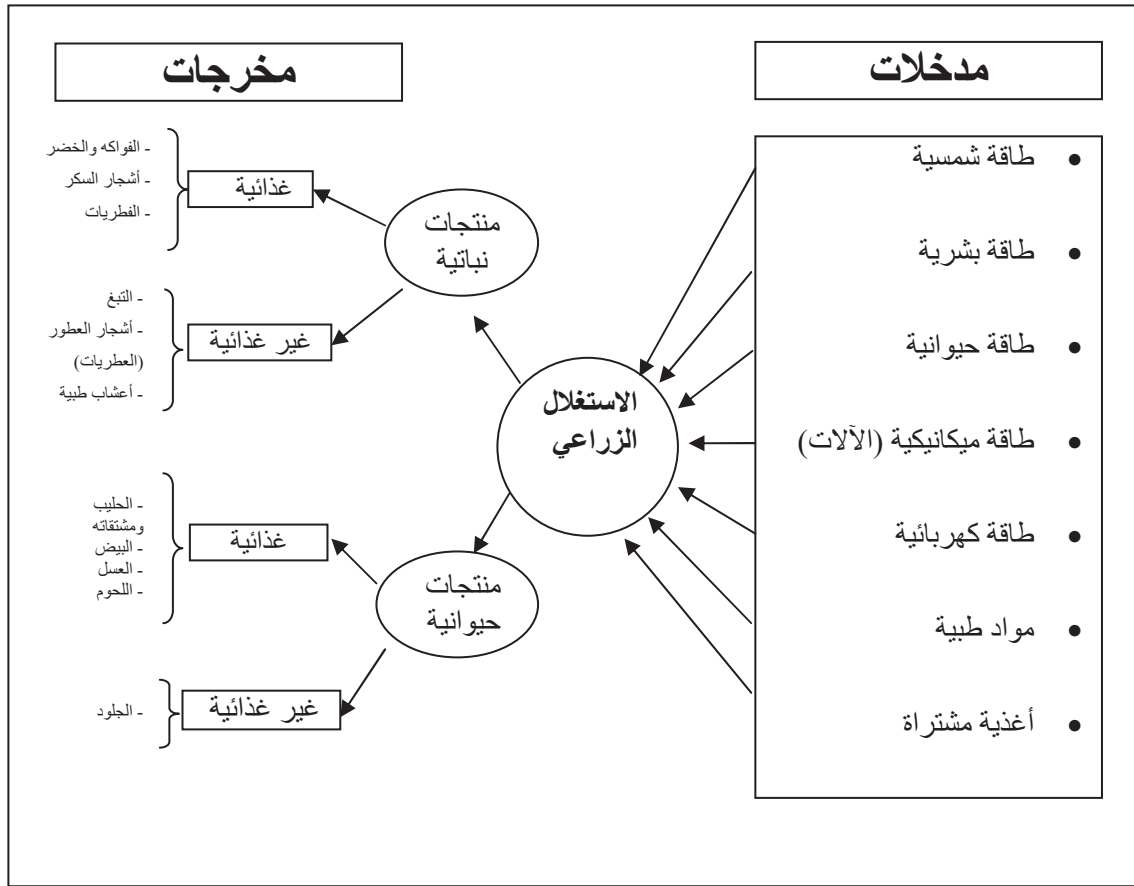 مدخلات
• طاقة شمسية
• طاقة بشرية
• طاقة حيوانية
• طاقة ميكانيكية (الآلات)
• طاقة كهربائية
• مواد طبية
• أغذية مشتراة
الاستغلال
الزراعي
مخرجات
منتجات
نباتية
غذائية
- الفواكه والخضر
- أشجار السكر
- الفطريات
غير غذائية
- التبغ
- أشجار العطور
(العطريات)
- أعشاب طبية
منتجات
حيوانية
غذائية
- الحليب
ومشتقاته
- البيض
- العسل
- اللحوم
غير غذائية
- الجلود